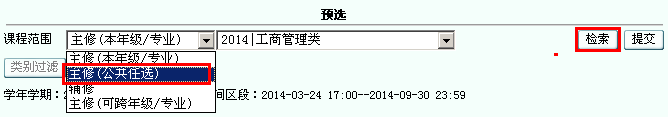 预选
课程范围 主修(本年级/专业) 2014|工商管理类 检索 提交
主修(本年级/专业)
类别过滤 主修(公共任选)
辅修
主修(可跨年级/专业)
学年学期：2 间区段：2014-03-24 17:00--2014-09-30 23:59